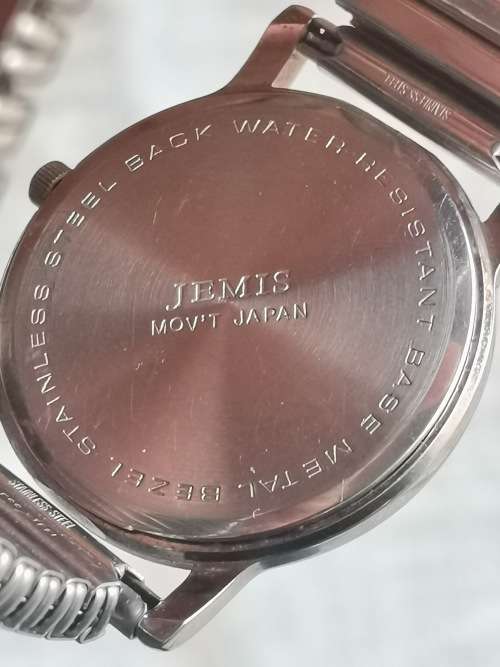 JEMIS
MOV'T JAPAN
STAINLESS STEEL BACK WATER RESISTANT BASE METAL BEZEL